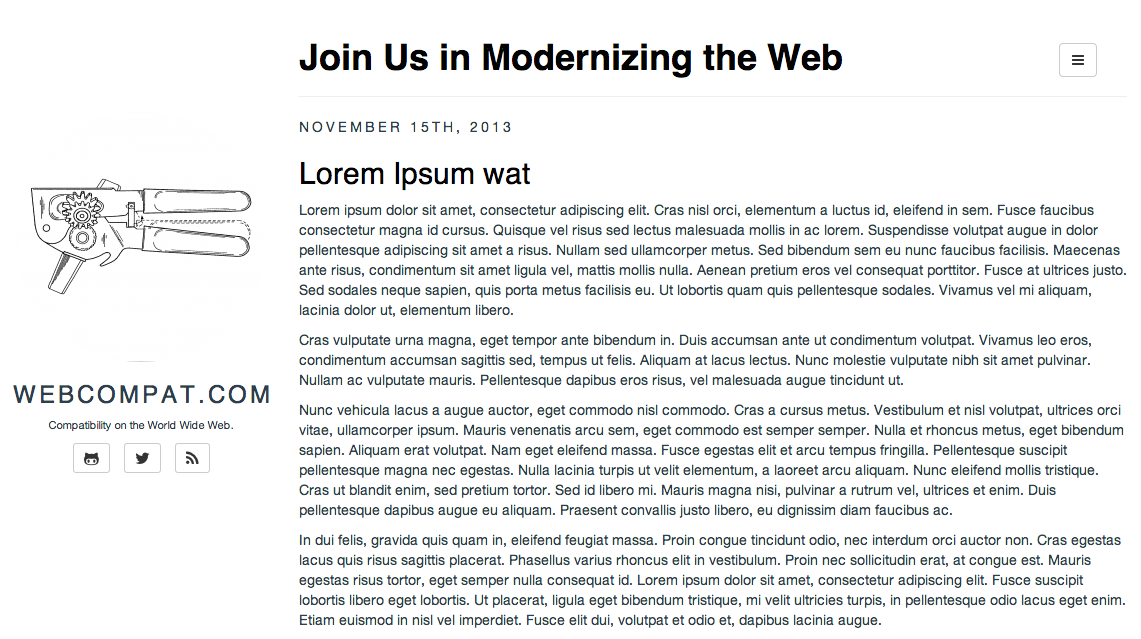 Join Us in Modernizing the Web
NOVEMBER 15TH, 2013
Lorem Ipsum wat
Lorem ipsum dolor sit amet, consectetur adipiscing elit. Cras nisl orci, elementum a luctus id, eleifend in sem. Fusce faucibus
consectetur magna id cursus. Quisque vel risus sed lectus malesuada mollis in ac lorem. Suspendisse volutpat augue in dolor
pellentesque adipiscing sit amet a risus. Nullam sed ullamcorper metus. Sed bibendum sem eu nunc faucibus facilisis. Maecenas
ante risus, condimentum sit amet ligula vel, mattis mollis nulla. Aenean pretium eros vel consequat porttitor. Fusce at ultrices justo.
Sed sodales neque sapien, quis porta metus facilisis eu. Ut lobortis quam quis pellentesque sodales. Vivamus vel mi aliquam,
lacinia dolor ut, elementum libero.
Cras vulputate urna magna, eget tempor ante bibendum in. Duis accumsan ante ut condimentum volutpat. Vivamus leo eros,
condimentum accumsan sagittis sed, tempus ut felis. Aliquam at lacus lectus. Nunc molestie vulputate nibh sit amet pulvinar.
Nullam ac vulputate mauris. Pellentesque dapibus eros risus, vel malesuada augue tincidunt ut.
Nunc vehicula lacus a augue auctor, eget commodo nisl commodo. Cras a cursus metus. Vestibulum et nisl volutpat, ultrices orci
vitae, ullamcorper ipsum. Mauris venenatis arcu sem, eget commodo est semper semper. Nulla et rhoncus metus, eget bibendum
sapien. Aliquam erat volutpat. Nam eget eleifend massa. Fusce egestas elit et arcu tempus fringilla. Pellentesque suscipit
pellentesque magna nec egestas. Nulla lacinia turpis ut velit elementum, a laoreet arcu aliquam. Nunc eleifend mollis tristique.
Cras ut blandit enim, sed pretium tortor. Sed id libero mi. Mauris magna nisi, pulvinar a rutrum vel, ultrices et enim. Duis
pellentesque dapibus augue eu aliquam. Praesent convallis justo libero, eu dignissim diam faucibus ac.
In dui felis, gravida quis quam in, eleifend feugiat massa. Proin congue tincidunt odio, nec interdum orci auctor non. Cras egestas
lacus quis risus sagittis placerat. Phasellus varius rhoncus elit in vestibulum. Proin nec sollicitudin erat, at congue est. Mauris
egestas risus tortor, eget semper nulla consequat id. Lorem ipsum dolor sit amet, consectetur adipiscing elit. Fusce suscipit
lobortis libero eget lobortis. Ut placerat, ligula eget bibendum tristique, mi velit ultricies turpis, in pellentesque odio lacus eget enim.
Etiam euismod in nisl vel imperdiet. Fusce elit dui, volutpat et odio et, dapibus lacinia augue.
WEBCOMPAT.COM
Compatibility on the World Wide Web.